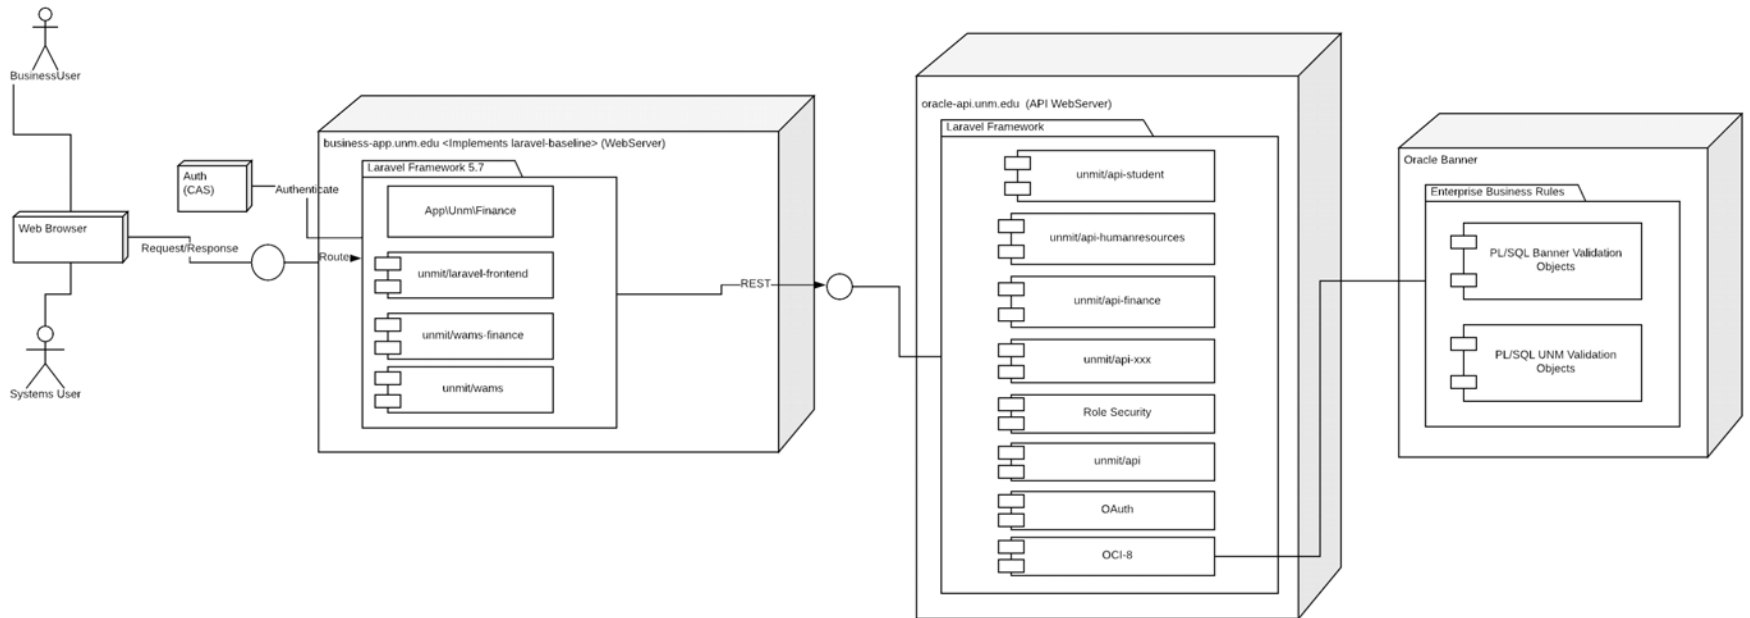 BusinessUser
Web Browser
Systems User
Request/Response
Auth
(CAS)
Authenticate
Route
business-app.unm.edu <Implements laravel-baseline> (WebServer)
Laravel Framework 5.7
App\Unm\Finance
unmit/laravel-frontend
unmit/wams-finance
unmit/wams
REST
oracle-api.unm.edu (API WebServer)
Laravel Framework
unmit/api-student
unmit/api-humanresources
unmit/api-finance
unmit/api-xxx
Role Security
unmit/api
OAuth
OCI-8
Oracle Banner
Enterprise Business Rules
PL/SQL Banner Validation
Objects
PL/SQL UNM Validation
Objects